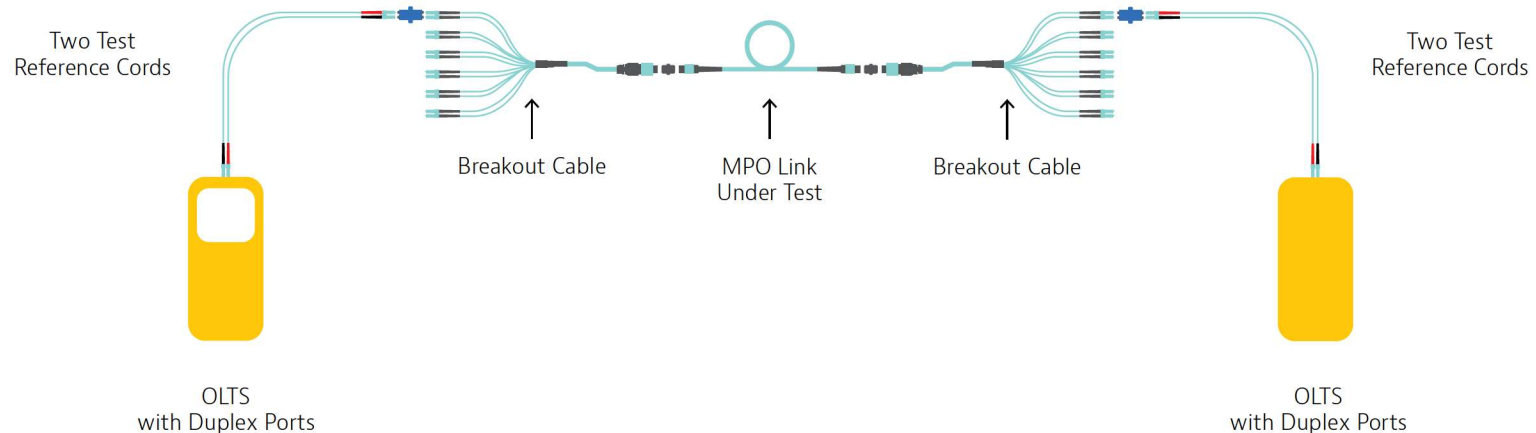 Two Test
Reference Cords
Two Test
Reference Cords
Breakout Cable
MPO Link
Under Test
Breakout Cable
OLTS
with Duplex Ports
OLTS
with Duplex Ports